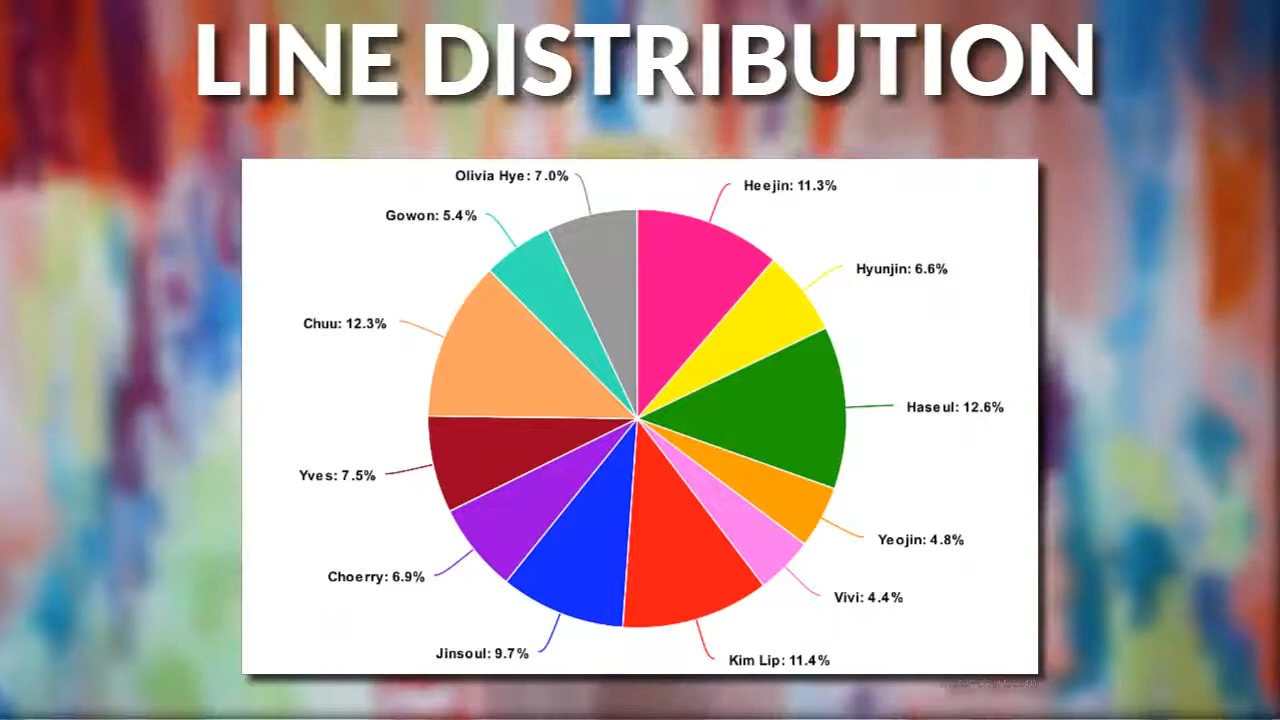 LINE DISTRIBUTION
Olivia Hye: 7.0%
Heejin: 11.3%
Gowon: 5.4%
Hyunjin: 6.6%
Chuu: 12.3%
Haseul: 12.6%
Yves: 7.5%
Yeojin: 4.8%
Choerry: 6.9%
Vivi: 4.4%
Jinsoul: 9.7%
Kim Lip: 11.4%